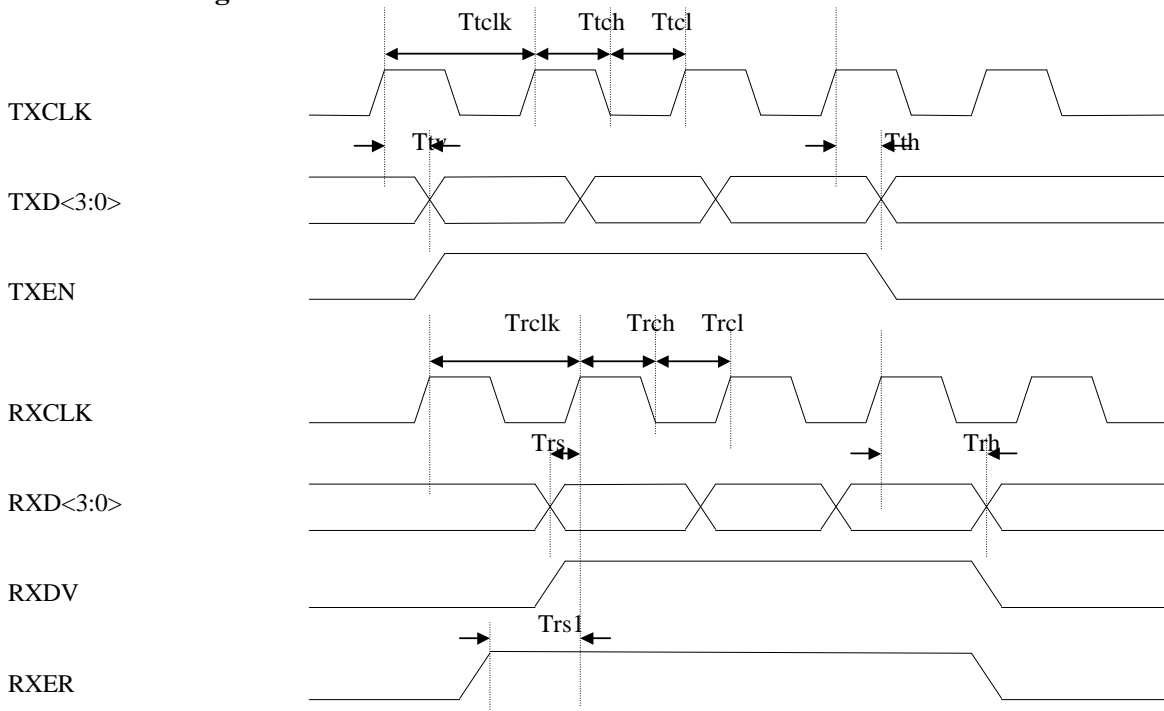 Ttclk Ttch Ttcl
TXCLK
Ttv Tth
TXD<3:0>
TXEN
Trclk Trch Trcl
RXCLK
Trs Trh
RXD<3:0>
RXDV
Trs1
RXER